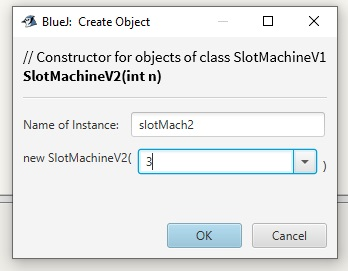 BlueJ: Create Object
// Constructor for objects of class SlotMachineV1
SlotMachineV2(int n)
Name of Instance: slotMach2
new SlotMachineV2( 3 )
OK Cancel